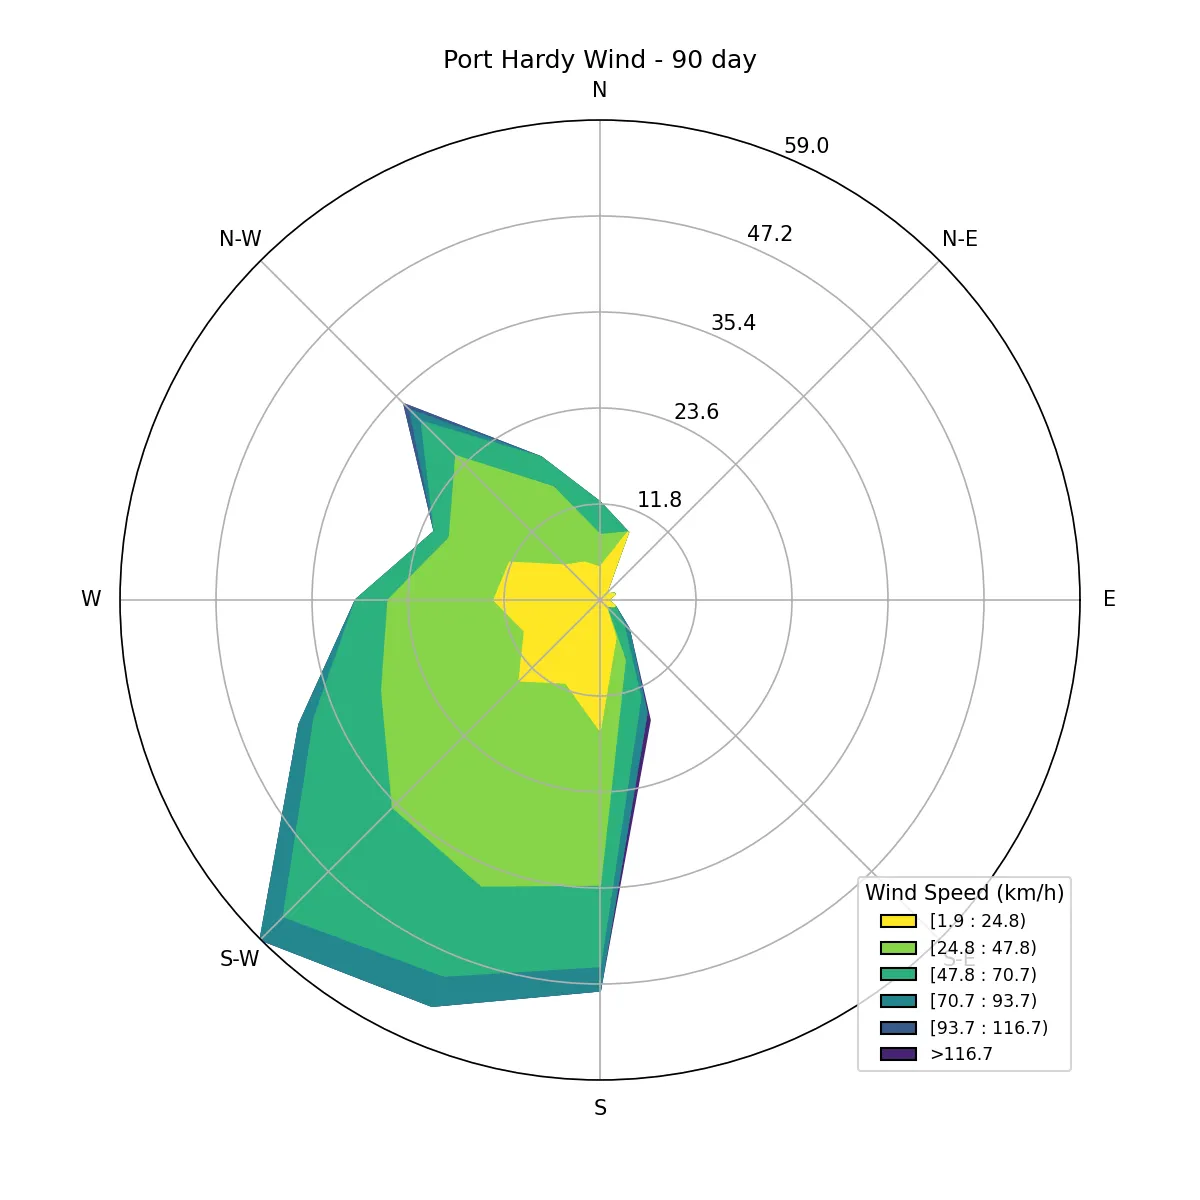 Port Hardy Wind - 90 day
N
59.0
N-W
47.2
N-E
35.4
23.6
11.8
W
E
Wind Speed (km/h)
[1.9 : 24.8)
[24.8 : 47.8)
S-W
S-E
[47.8 : 70.7)
[70.7 : 93.7)
[93.7 : 116.7)
>116.7
S